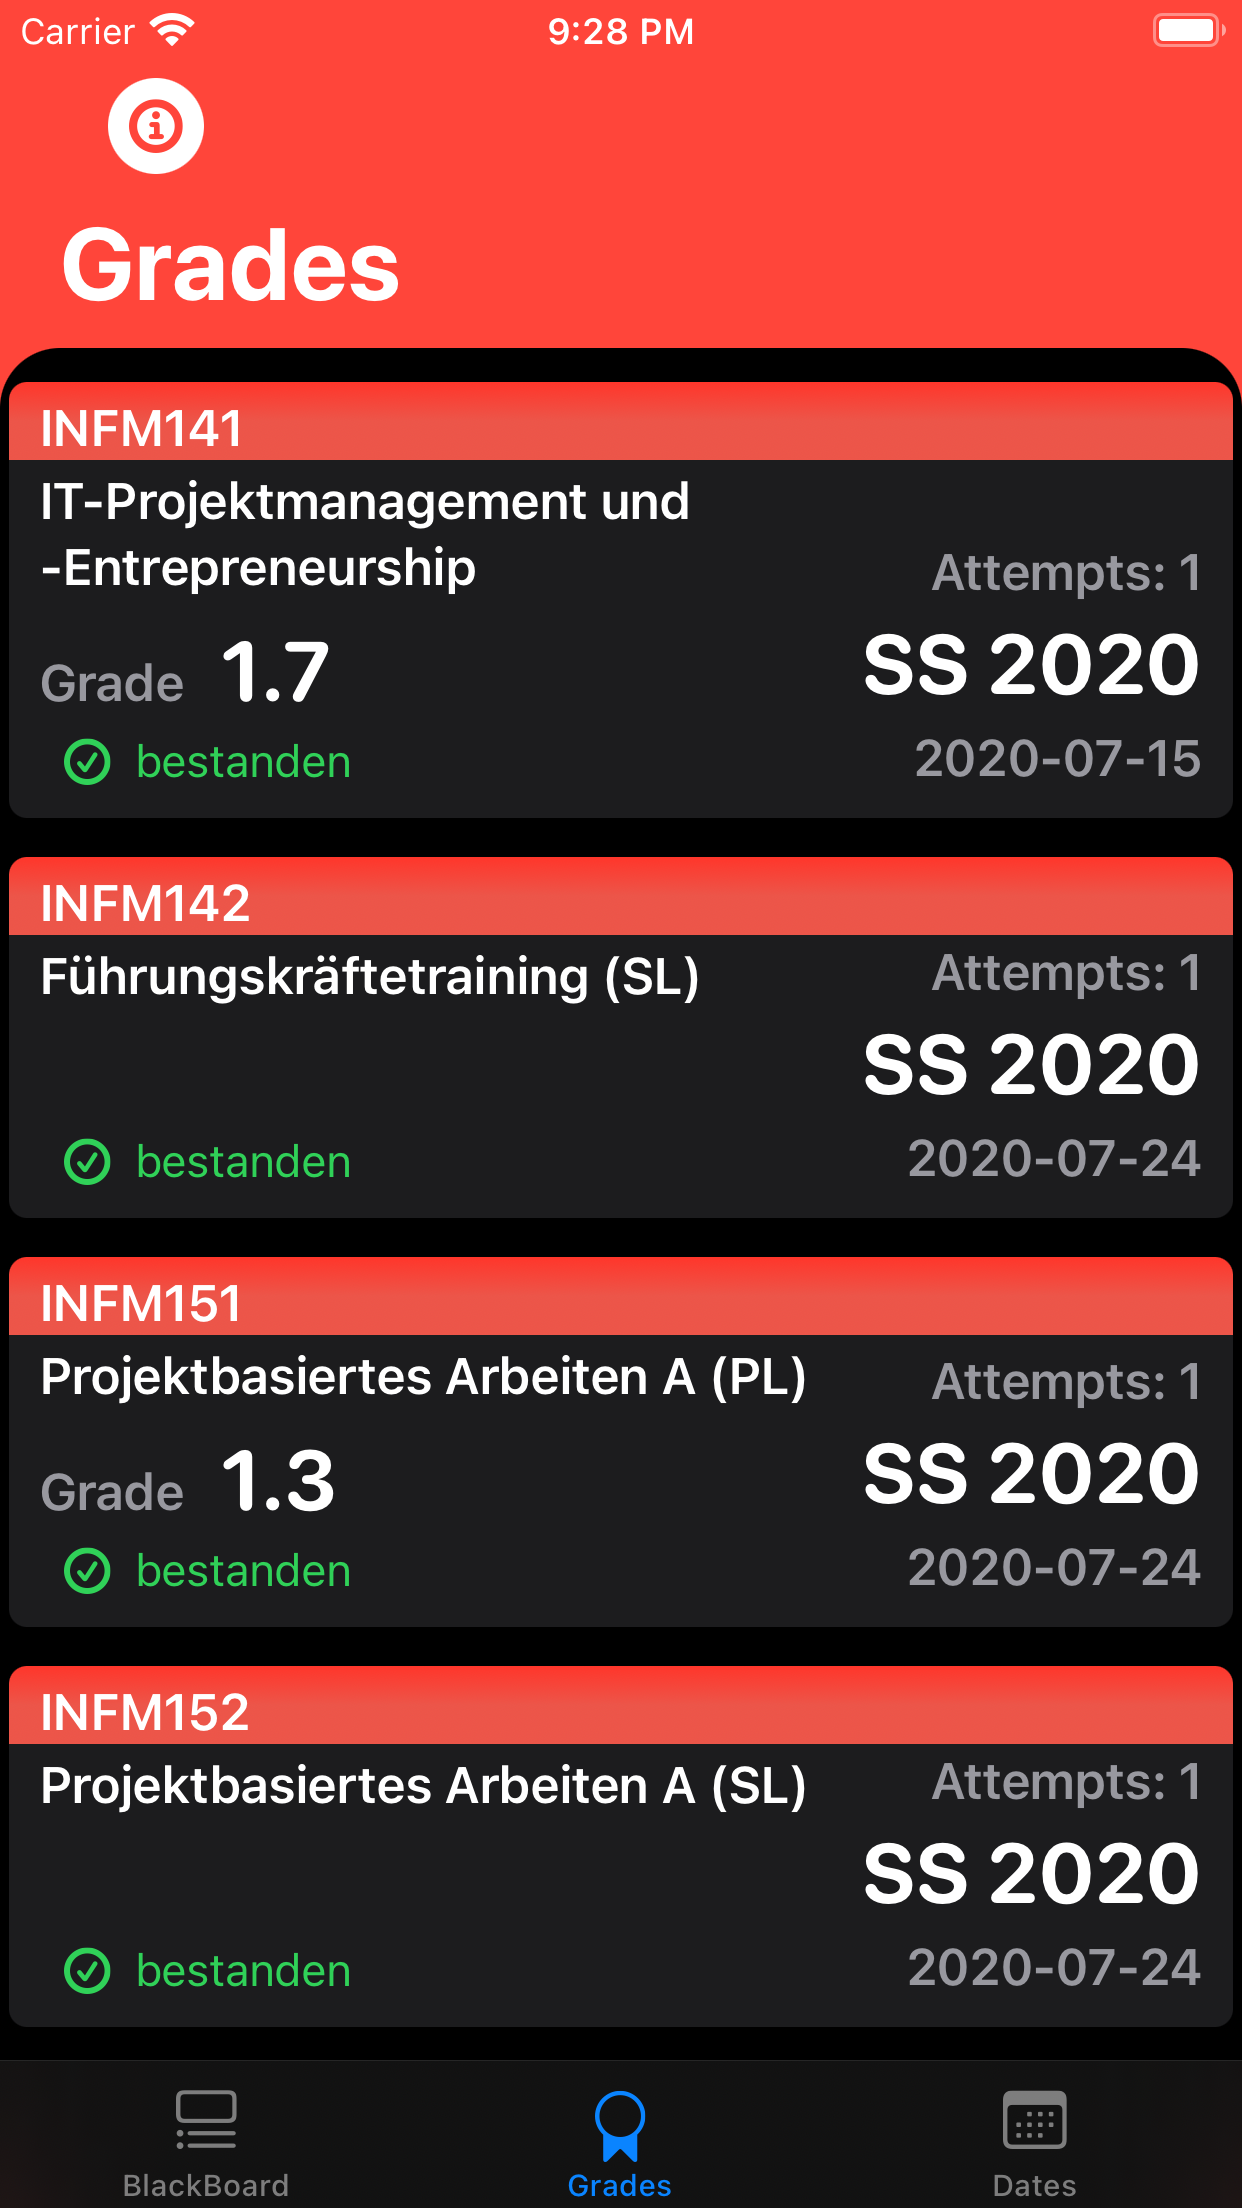 Carrier
9:28 PM
Grades
INFM141
IT-Projektmanagement und
-Entrepreneurship
Attempts: 1
Grade 1.7
SS 2020
bestanden
2020-07-15
INFM142
Führungskräftetraining (SL)
Attempts: 1
SS 2020
bestanden
2020-07-24
INFM151
Projektbasiertes Arbeiten A (PL)
Attempts: 1
Grade 1.3
SS 2020
bestanden
2020-07-24
INFM152
Projektbasiertes Arbeiten A (SL)
Attempts: 1
SS 2020
bestanden
2020-07-24
BlackBoard
Grades
Dates